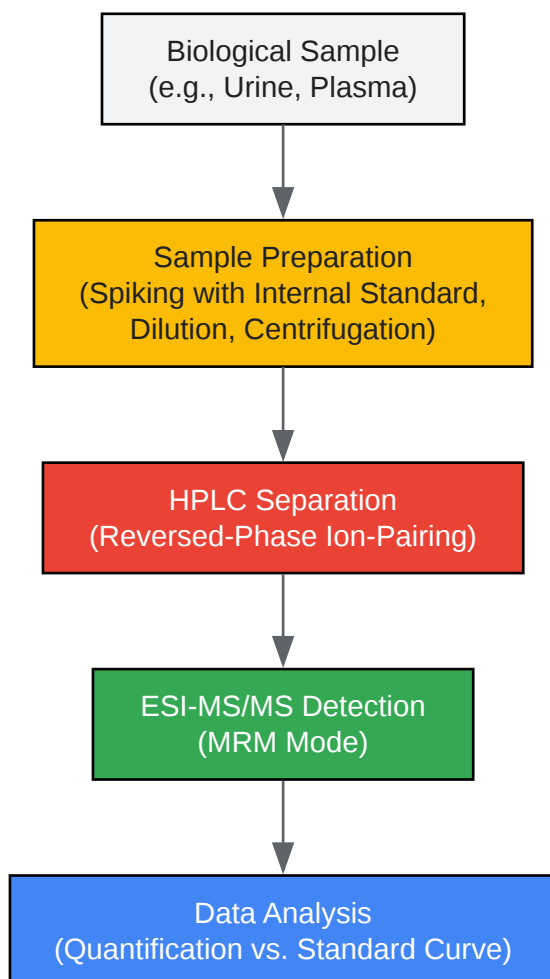 Biological Sample
(e.g., Urine, Plasma)
Sample Preparation
(Spiking with Internal Standard,
Dilution, Centrifugation)
HPLC Separation
(Reversed-Phase Ion-Pairing)
ESI-MS/MS Detection
(MRM Mode)
Data Analysis
(Quantification vs. Standard Curve)